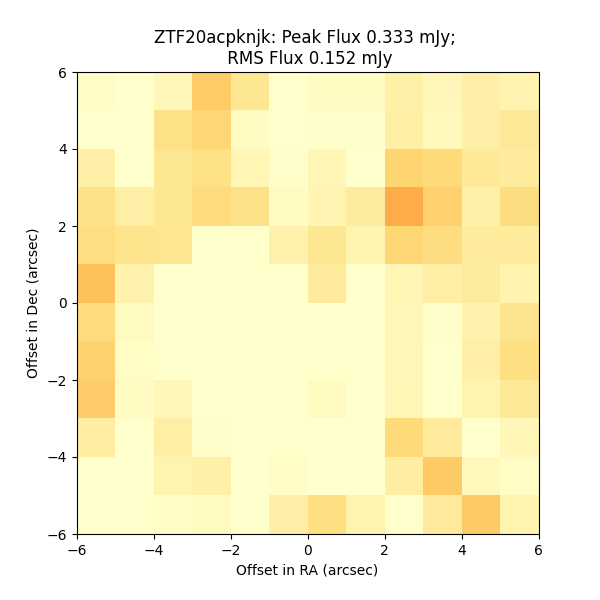 ZTF20acpknjk: Peak Flux 0.333 mJy;
RMS Flux 0.152 mJy
6
4
2
0
−2
−4
−6
Offset in Dec (arcsec)
−6 −4 −2 0 2 4 6
Offset in RA (arcsec)